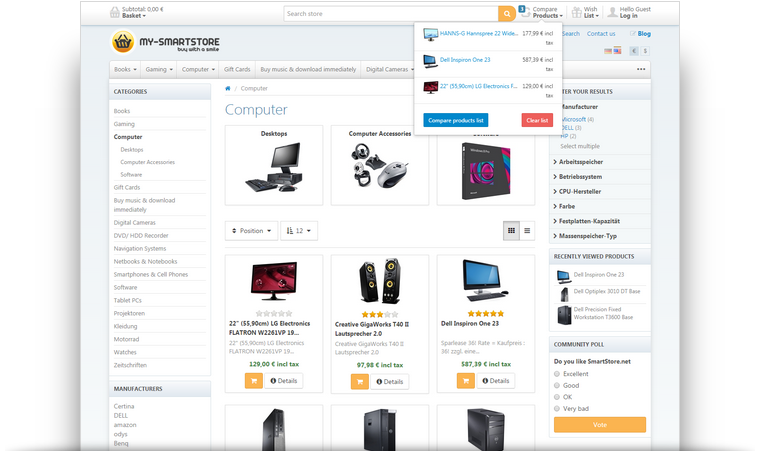 Subtotal: 0,00 €
Basket
Search store
3
Compare
Products
Wish
List
Hello Guest
Log in
MY-SMARTSTORE
buy with a smile
HANNS-G Hannspree 22 Wide...
177,99 € incl
tax
Dell Inspiron One 23
587,39 € incl
tax
22" (55,90cm) LG Electronics F...
129,00 € incl
tax
Compare products list
Clear list
Search
Contact us
Blog
€
$
Books
Gaming
Computer
Gift Cards
Buy music & download immediately
Digital Cameras
CATEGORIES
Books
Gaming
Computer
Desktops
Computer Accessories
Software
Gift Cards
Buy music & download
immediately
Digital Cameras
DVD/ HDD Recorder
Navigation Systems
Netbooks & Notebooks
Smartphones & Cell Phones
Software
Tablet PCs
Projektoren
Kleidung
Motorrad
Watches
Zeitschriften
MANUFACTURERS
Certina
DELL
amazon
odys
Benq
/ Computer
Computer
Desktops
Computer Accessories
Position
12
22" (55,90cm) LG Electronics
FLATRON W2261VP 19...
22" (55,90cm) LG Electronics
FLATRON W2261VP 19...
129,00 € incl tax
Details
Creative GigaWorks T40 II
Lautsprecher 2.0
Creative GigaWorks T40 II
Lautsprecher 2.0
97,98 € incl tax
Details
Dell Inspiron One 23
Sparlease 36! Rate = Kaufpreis :
36! zzgl. eine...
587,39 € incl tax
Details
TER YOUR RESULTS
Manufacturer
Microsoft (4)
DELL (3)
HP (2)
Select multiple
Arbeitsspeicher
Betriebsystem
CPU-Hersteller
Farbe
Festplatten-Kapazität
Massenspeicher-Typ
RECENTLY VIEWED PRODUCTS
Dell Inspiron One 23
Dell Optiplex 3010 DT Base
Dell Precision Fixed
Workstation T3600 Base
COMMUNITY POLL
Do you like SmartStore.net
Excellent
Good
OK
Very bad
Vote